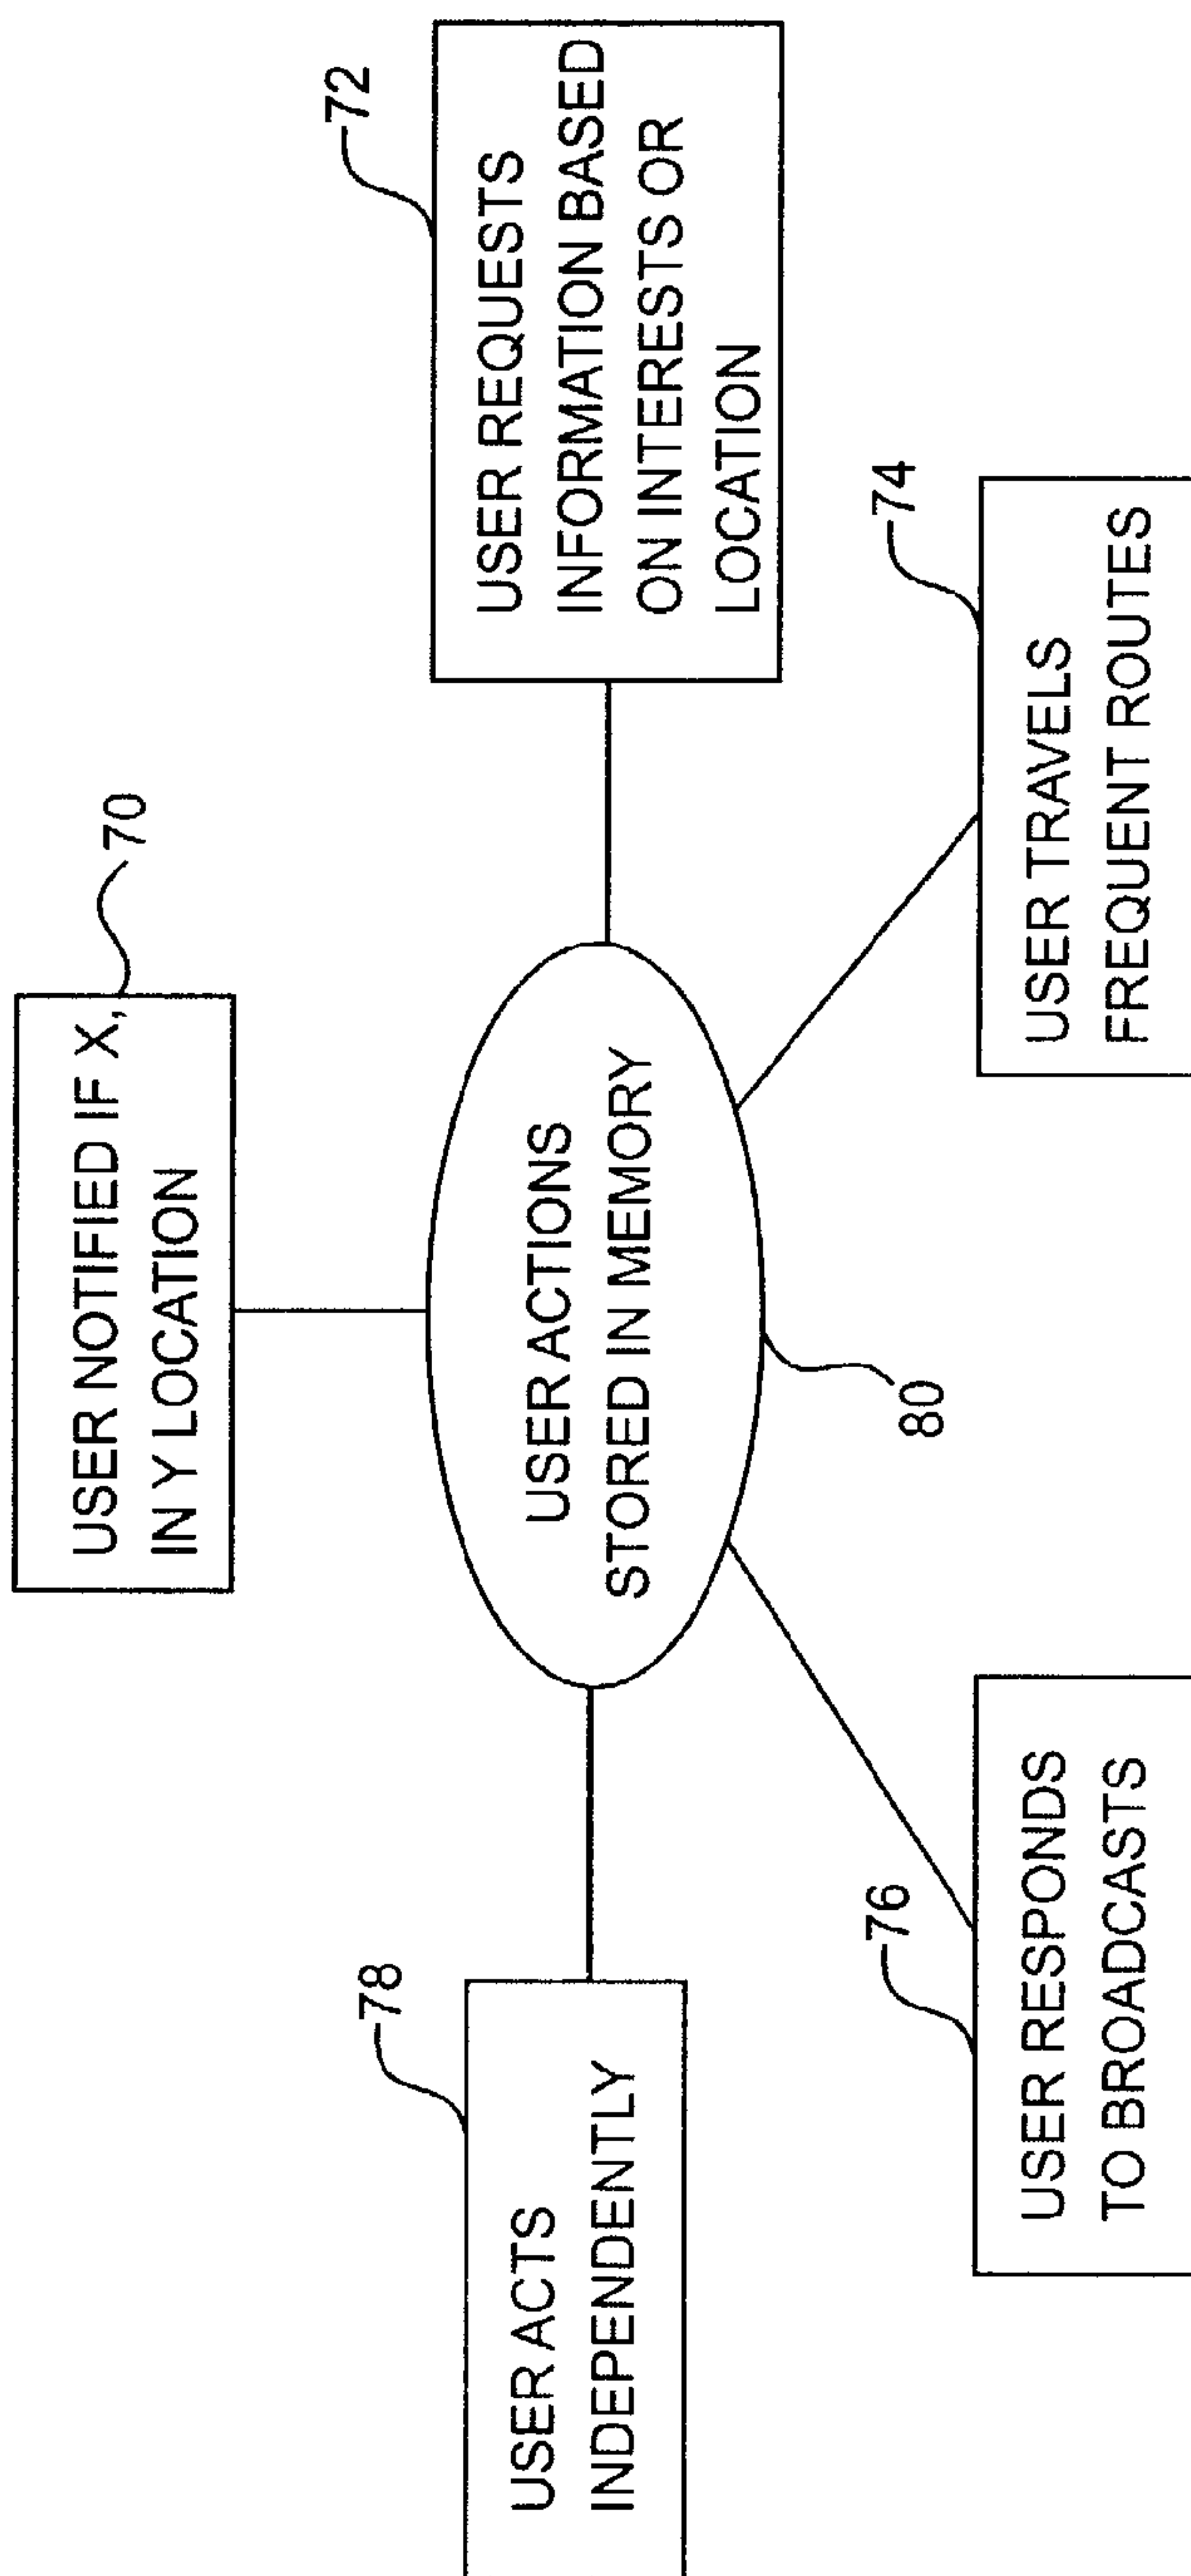 70
USER NOTIFIED IF X,
IN Y LOCATION
72
USER REQUESTS
INFORMATION BASED
ON INTERESTS OR
LOCATION
78
USER ACTS
INDEPENDENTLY
USER ACTIONS
STORED IN MEMORY
80
76
USER RESPONDS
TO BROADCASTS
74
USER TRAVELS
FREQUENT ROUTES